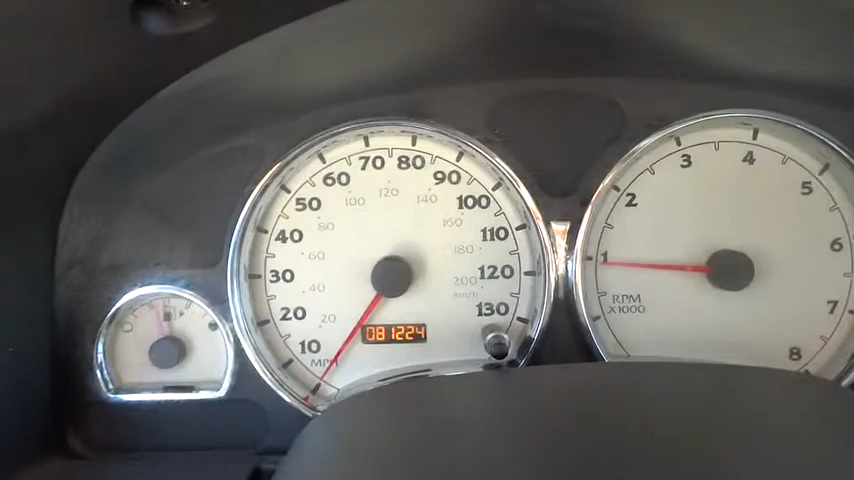 10 20 30 40 50 60 70 80 90 100 110 120 130
20 40 60 80 100 120 140 160 180 200
km/h
MPH
081224
1 2 3 4 5 6 7 8
RPM
X1000
0